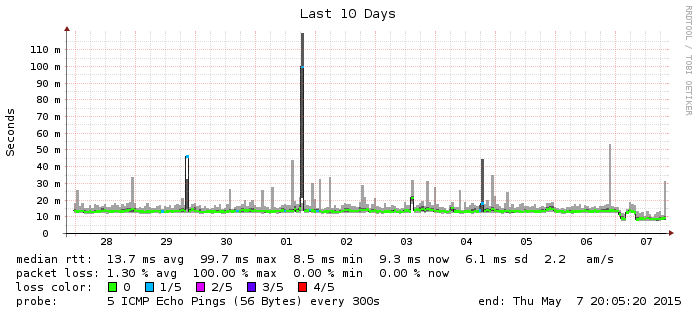 Last 10 Days
RRDTOOL / TOBI OETIKER
Seconds
110 m
100 m
90 m
80 m
70 m
60 m
50 m
40 m
30 m
20 m
10 m
0
28 29 30 01 02 03 04 05 06 07
median rtt: 13.7 ms avg 99.7 ms max 8.5 ms min 9.3 ms now 6.1 ms sd 2.2 am/s
packet loss: 1.30 % avg 100.00 % max 0.00 % min 0.00 % now
loss color: 0 1/5 2/5 3/5 4/5
probe: 5 ICMP Echo Pings (56 Bytes) every 300s end: Thu May 7 20:05:20 2015